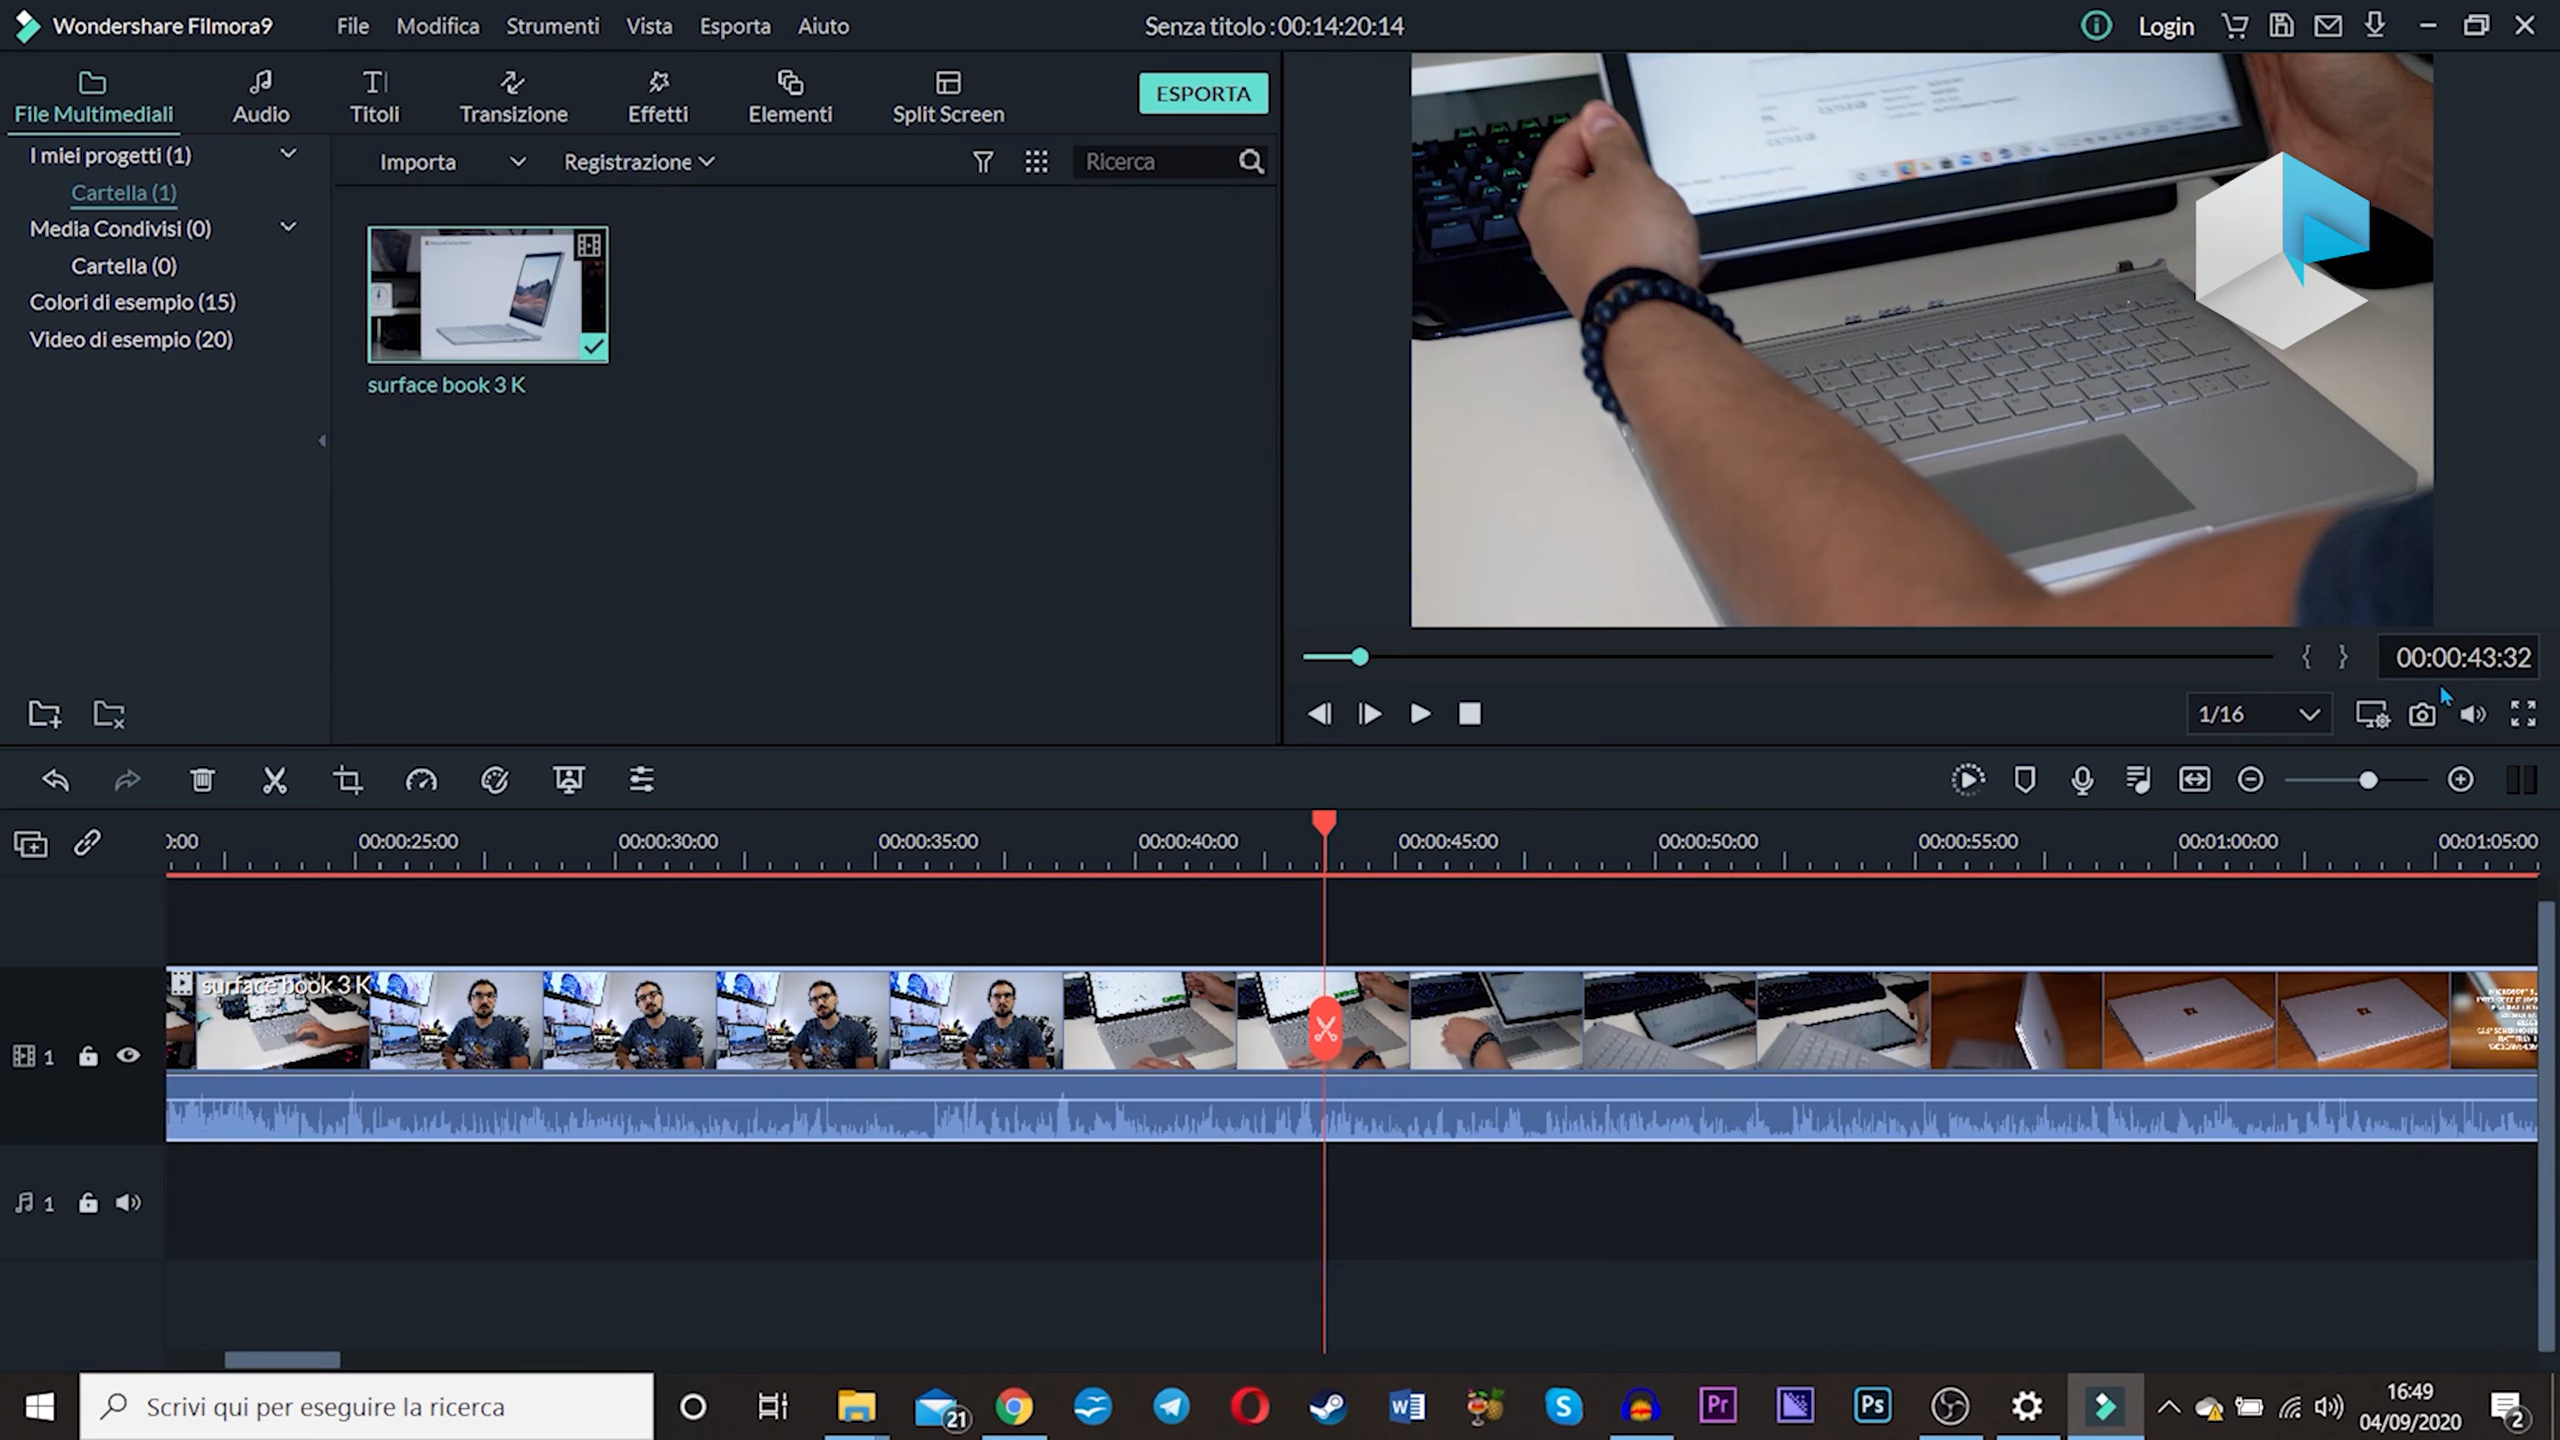 Wondershare Filmora9 File Modifica Strumenti Vista Esporta Aiuto Senza titolo : 00:14:20:14 Login
File Multimediali Audio Titoli Transizione Effetti Elementi Split Screen ESPORTA
I miei progetti (1)
Cartella (1)
Media Condivisi (0)
Cartella (0)
Colori di esempio (15)
Video di esempio (20)
Importa Registrazione Ricerca
surface book 3 K
00:00:43:32
1/16
0:00 00:00:25:00 00:00:30:00 00:00:35:00 00:00:40:00 00:00:45:00 00:00:50:00 00:00:55:00 00:01:00:00 00:01:05:00
surface book 3 K
1
1
Scrivi qui per eseguire la ricerca
21
W
S
Pr
Ps
16:49
04/09/2020
2